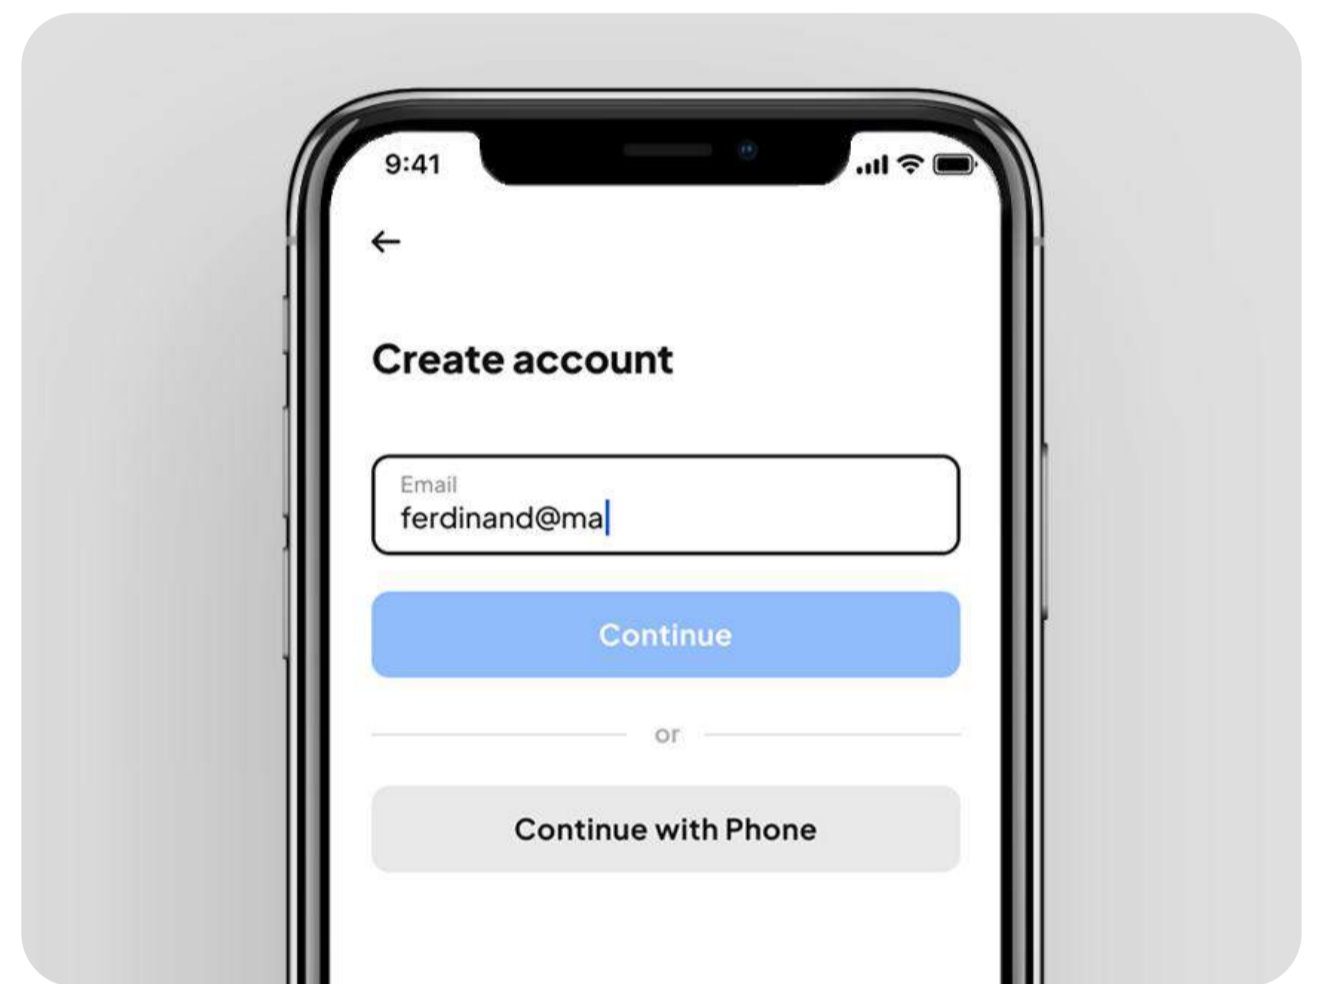 9:41
Create account
Email
ferdinand@ma
Continue
or
Continue with Phone